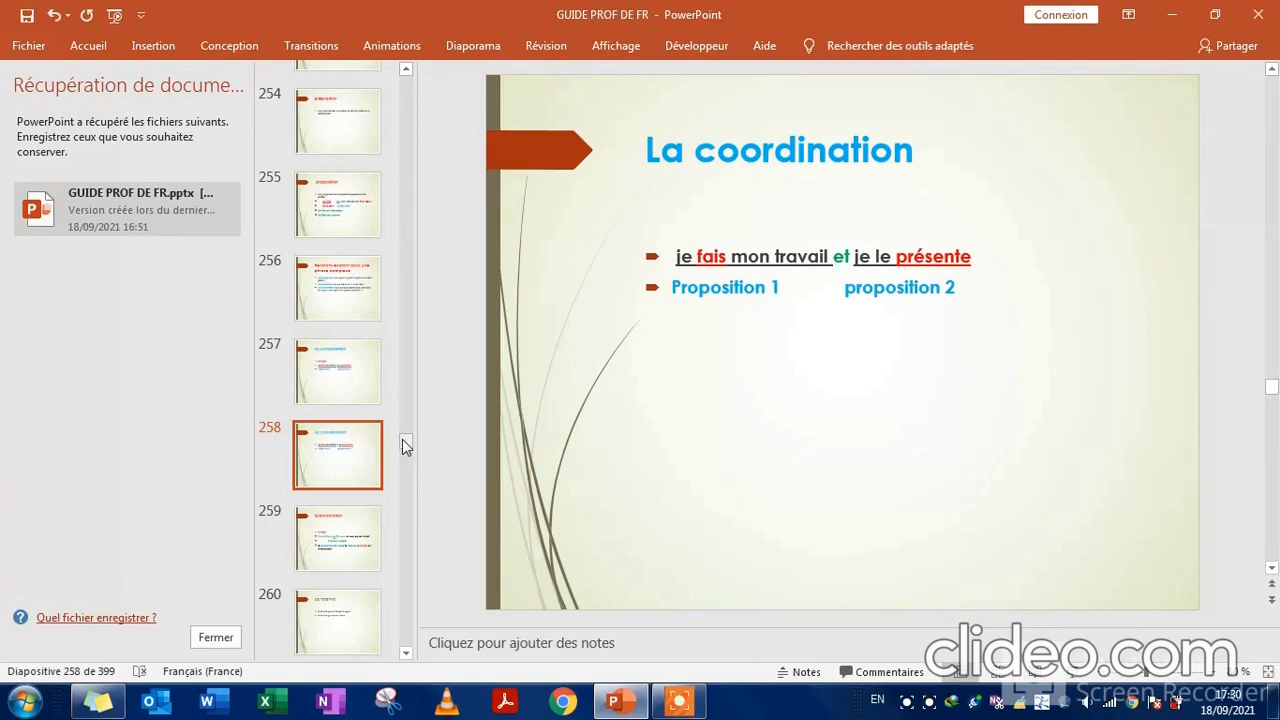 GUIDE PROF DE FR - PowerPoint
Connexion
Fichier Accueil Insertion Conception Transitions Animations Diaporama Révision Affichage Développeur Aide Rechercher des outils adaptés Partager
Récupération de docume...
PowerPoint a récupéré les fichiers suivants.
Enregistrez ceux que vous souhaitez
conserver.
GUIDE PROF DE FR.pptx [...
Version créée lors du dernier...
18/09/2021 16:51
Quel fichier enregistrer ?
Fermer
254
255
256
257
La coordination
258
La coordination
259
260
La coordination
je fais mon travail et je le présente
Proposition 1 proposition 2
Cliquez pour ajouter des notes
clideo.com
Diapositive 258 de 399 Français (France) Notes Commentaires
EN
17:30
18/09/2021
Screen Recorder